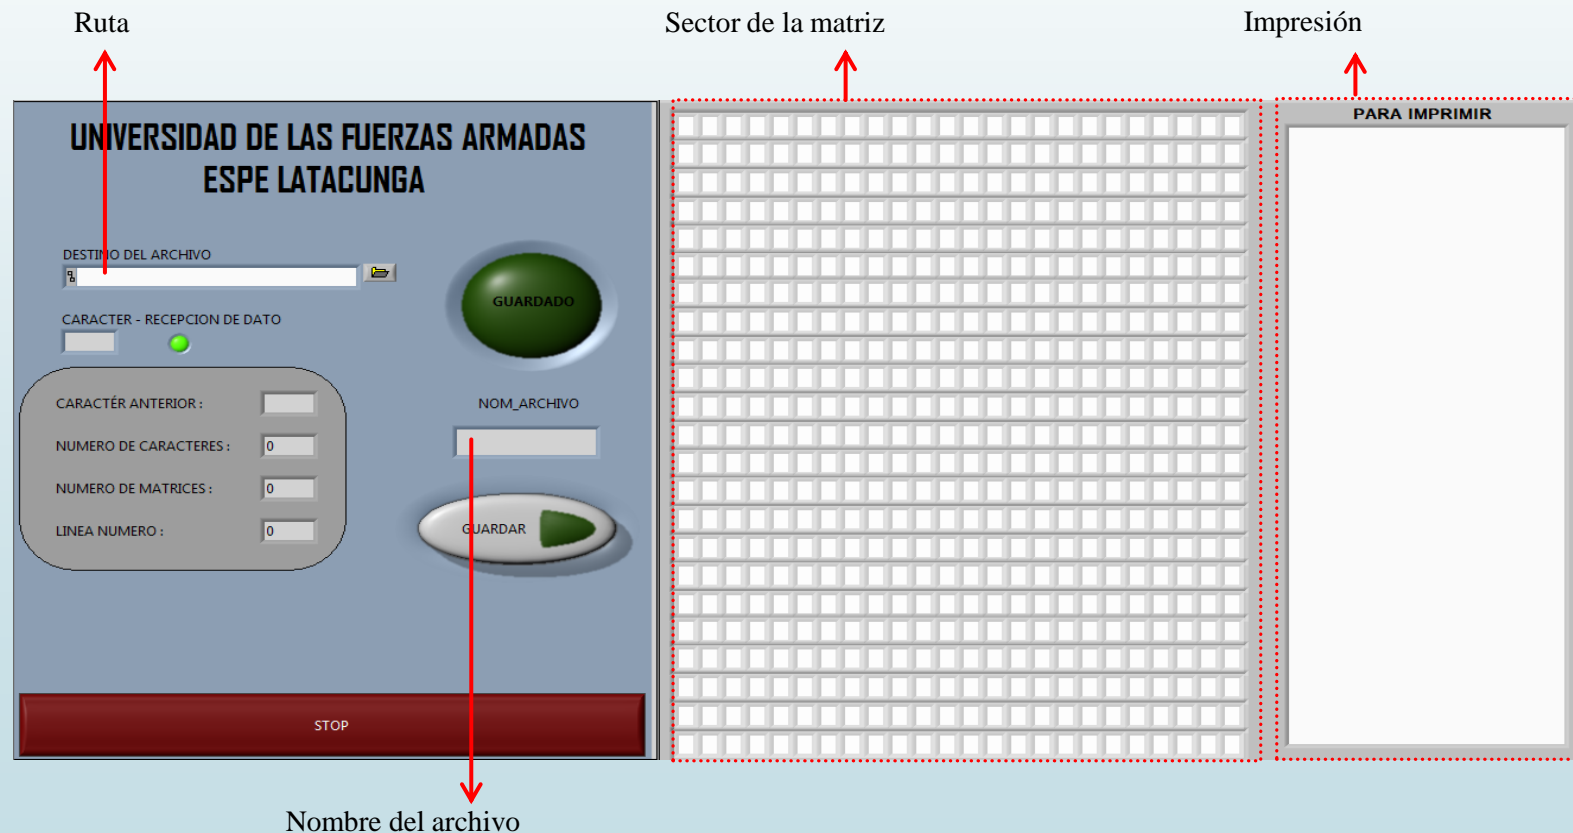 Ruta
Sector de la matriz
Impresión
UNIVERSIDAD DE LAS FUERZAS ARMADAS
ESPE LATACUNGA
DESTINO DEL ARCHIVO
CARACTER - RECEPCION DE DATO
GUARDADO
CARACTÉR ANTERIOR :
NUMERO DE CARACTERES : 0
NUMERO DE MATRICES : 0
LINEA NUMERO : 0
NOM_ARCHIVO
GUARDAR
STOP
PARA IMPRIMIR
Nombre del archivo